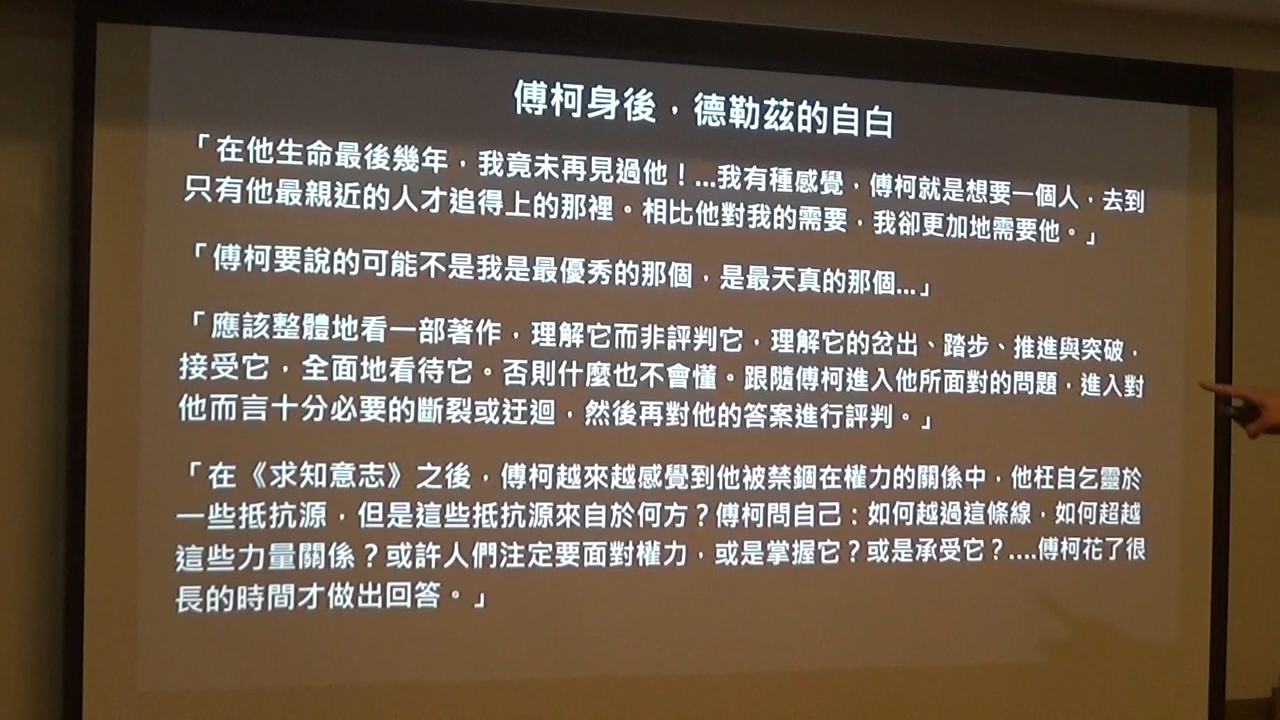 傅柯身後，德勒茲的自白
「在他生命最後幾年，我竟未再見過他！...我有種感覺，傅柯就是想要一個人，去到
只有他最親近的人才追得上的那裡。相比他對我的需要，我卻更加地需要他。」
「傅柯要說的可能不是我是最優秀的那個，是最天真的那個...」
「應該整體地看一部著作，理解它而非評判它，理解它的岔出、踏步、推進與突破，
接受它，全面地看待它。否則什麼也不會懂。跟隨傅柯進入他所面對的問題，進入對
他而言十分必要的斷裂或迂迴，然後再對他的答案進行評判。」
「在《求知意志》之後，傅柯越來越感覺到他被禁錮在權力的關係中，他枉自乞靈於
一些抵抗源，但是這些抵抗源來自於何方？傅柯問自己：如何越過這條線，如何超越
這些力量關係？或許人們注定要面對權力，或是掌握它？或是承受它？....傅柯花了很
長的時間才做出回答。」